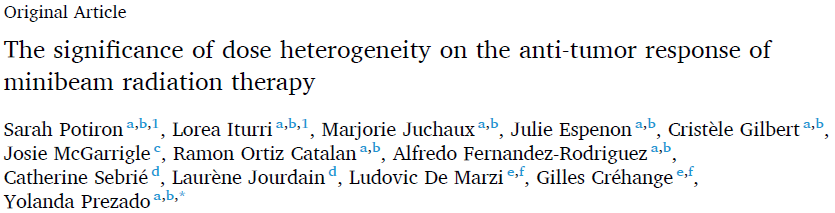 Original Article
The significance of dose heterogeneity on the anti-tumor response of
minibeam radiation therapy
Sarah Potiron a,b,1, Lorea Iturri a,b,1, Marjorie Juchaux a,b, Julie Espenon a,b, Cristèle Gilbert a,b,
Josie McGarrigle c, Ramon Ortiz Catalan a,b, Alfredo Fernandez-Rodriguez a,b,
Catherine Sebrié d, Laurène Jourdain d, Ludovic De Marzi e,f, Gilles Créhange e,f,
Yolanda Prezado a,b,*